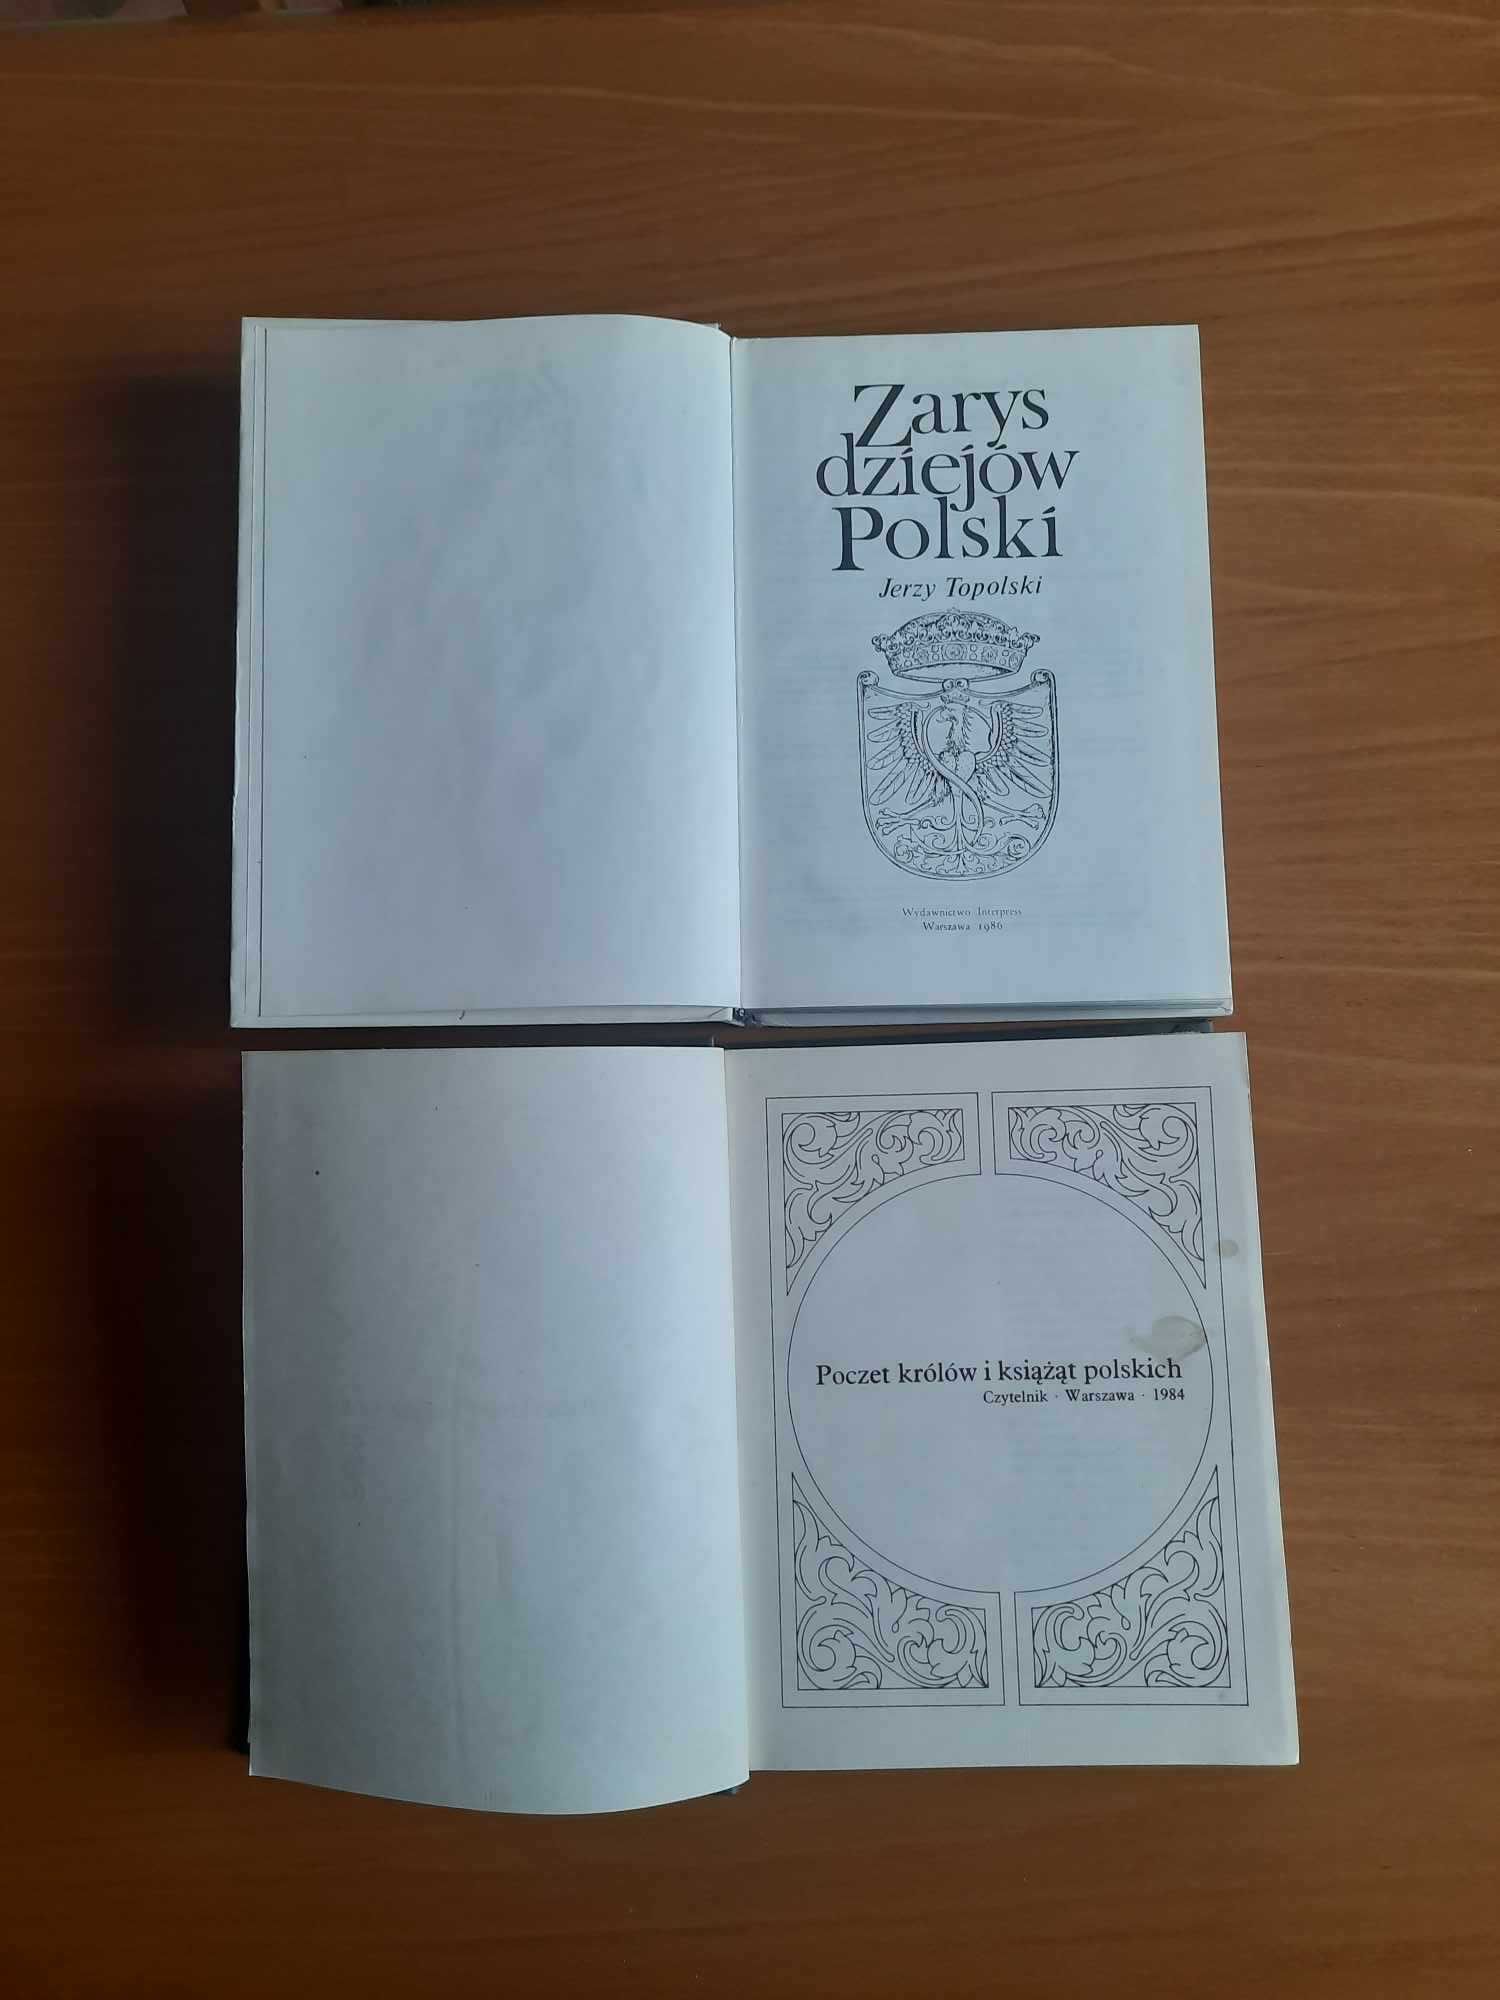 Zarys
dziejów
Polski
Jerzy Topolski
Wydawnictwo Interpress
Warszawa 1986
Poczet królów i książąt polskich
Czytelnik · Warszawa · 1984